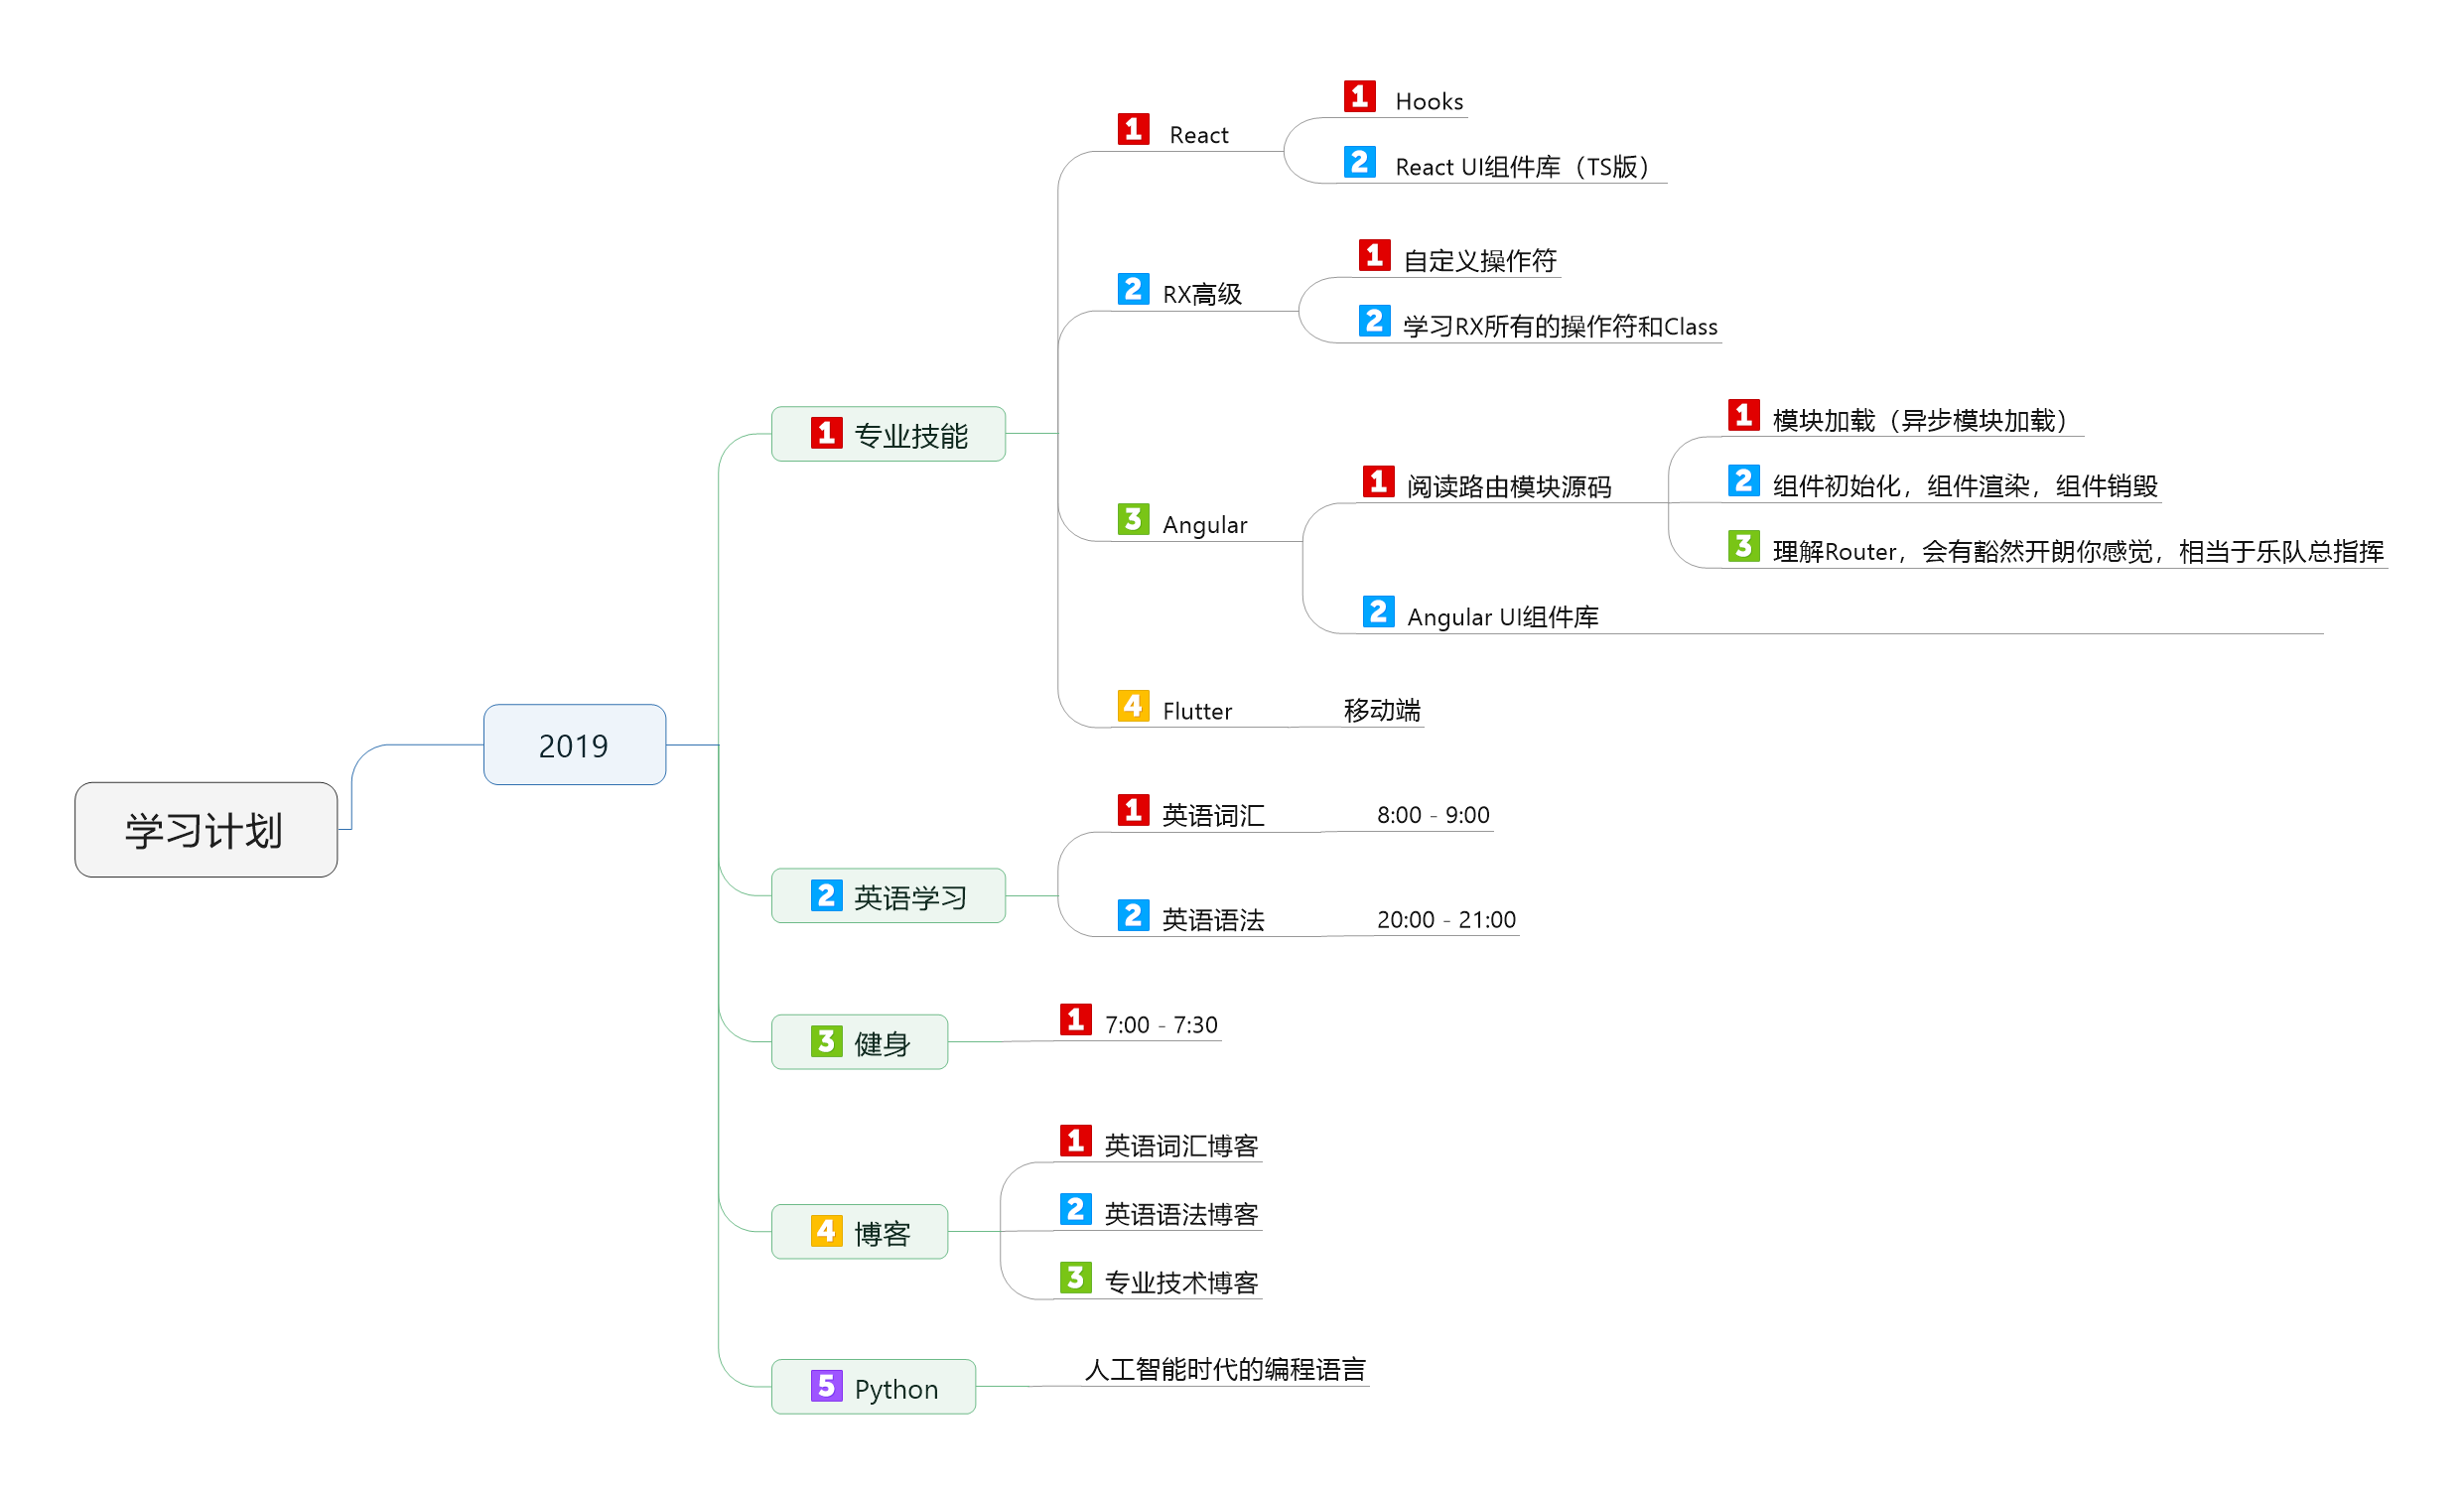 学习计划
2019
1 专业技能
1 React
1 Hooks
2 React UI组件库（TS版）
2 RX高级
1 自定义操作符
2 学习RX所有的操作符和Class
3 Angular
1 阅读路由模块源码
1 模块加载（异步模块加载）
2 组件初始化，组件渲染，组件销毁
3 理解Router，会有豁然开朗你感觉，相当于乐队总指挥
2 Angular UI组件库
4 Flutter
移动端
2 英语学习
1 英语词汇
8:00 - 9:00
2 英语语法
20:00 - 21:00
3 健身
1 7:00 - 7:30
4 博客
1 英语词汇博客
2 英语语法博客
3 专业技术博客
5 Python
人工智能时代的编程语言